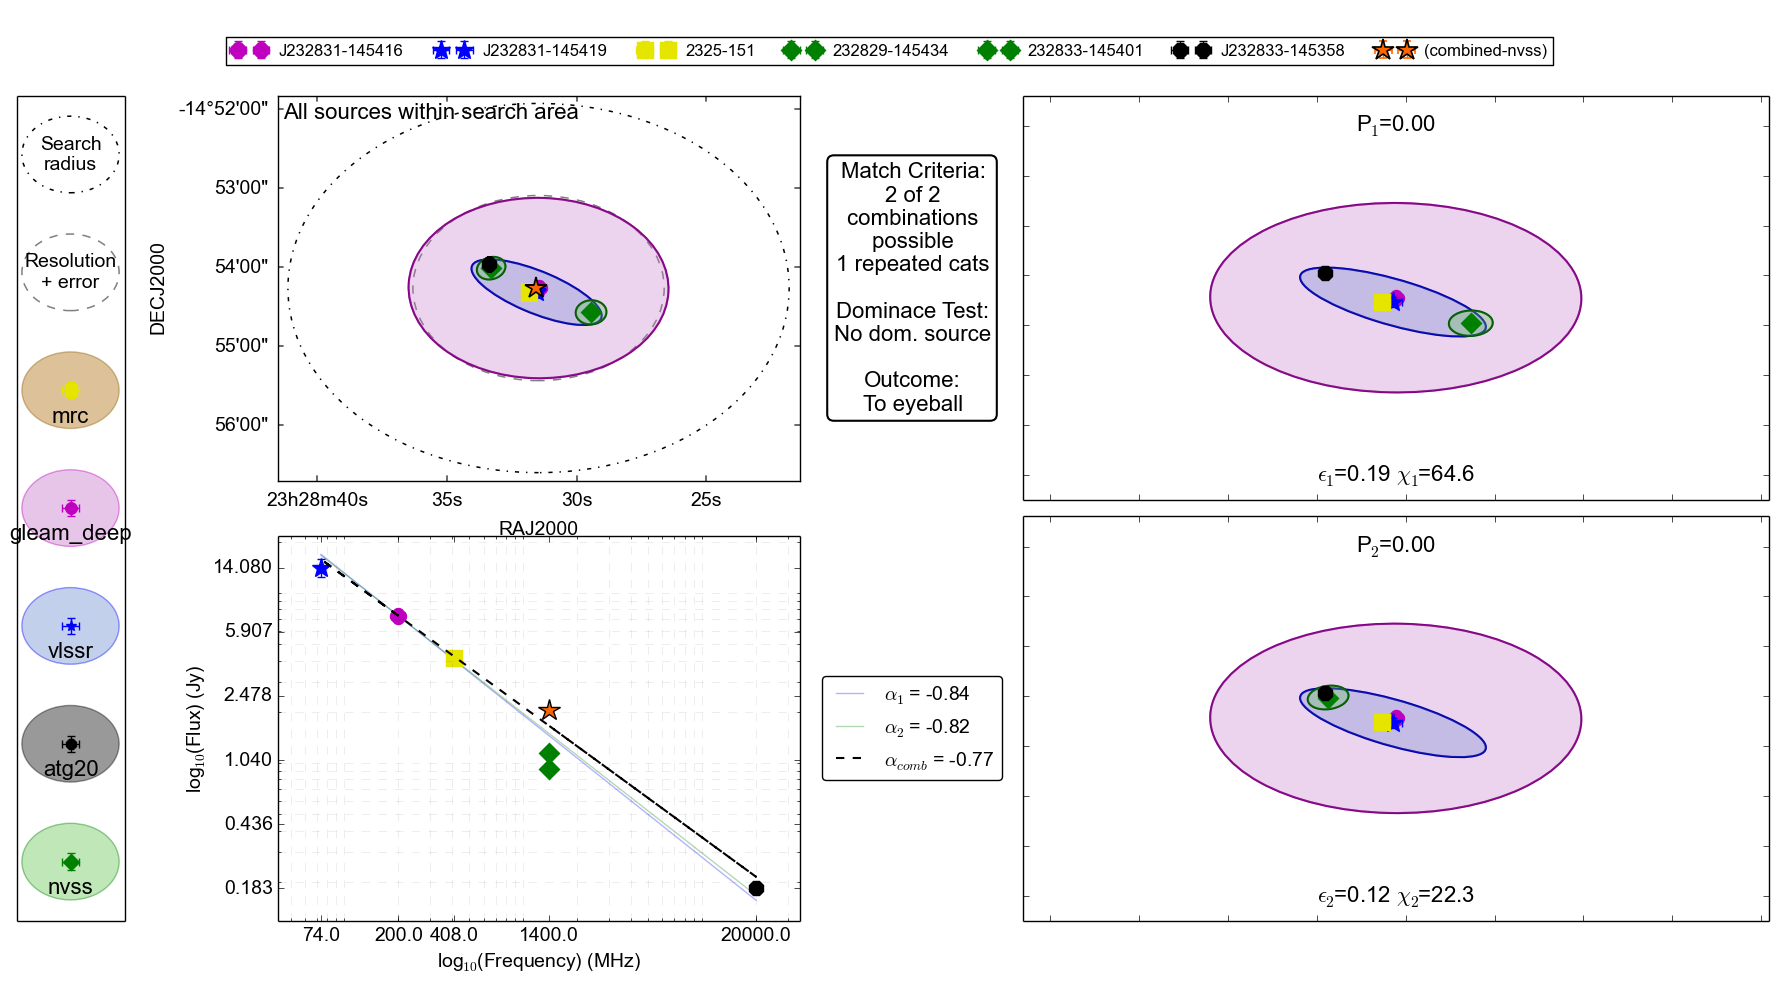 J232831-145416
J232831-145419
2325-151
232829-145434
232833-145401
J232833-145358
(combined-nvss)
Search
radius
Resolution
+ error
mrc
gleam_deep
vlssr
atg20
nvss
All sources within search area
-14°52'00"
53'00"
54'00"
55'00"
56'00"
DECJ2000
23h28m40s
35s
30s
25s
RAJ2000
Match Criteria:
2 of 2
combinations
possible
1 repeated cats
Dominace Test:
No dom. source
Outcome:
To eyeball
P1=0.00
ϵ1=0.19 χ1=64.6
P2=0.00
ϵ2=0.12 χ2=22.3
14.080
5.907
2.478
1.040
0.436
0.183
log10(Flux) (Jy)
74.0
200.0
408.0
1400.0
20000.0
log10(Frequency) (MHz)
α1 = -0.84
α2 = -0.82
αcomb = -0.77